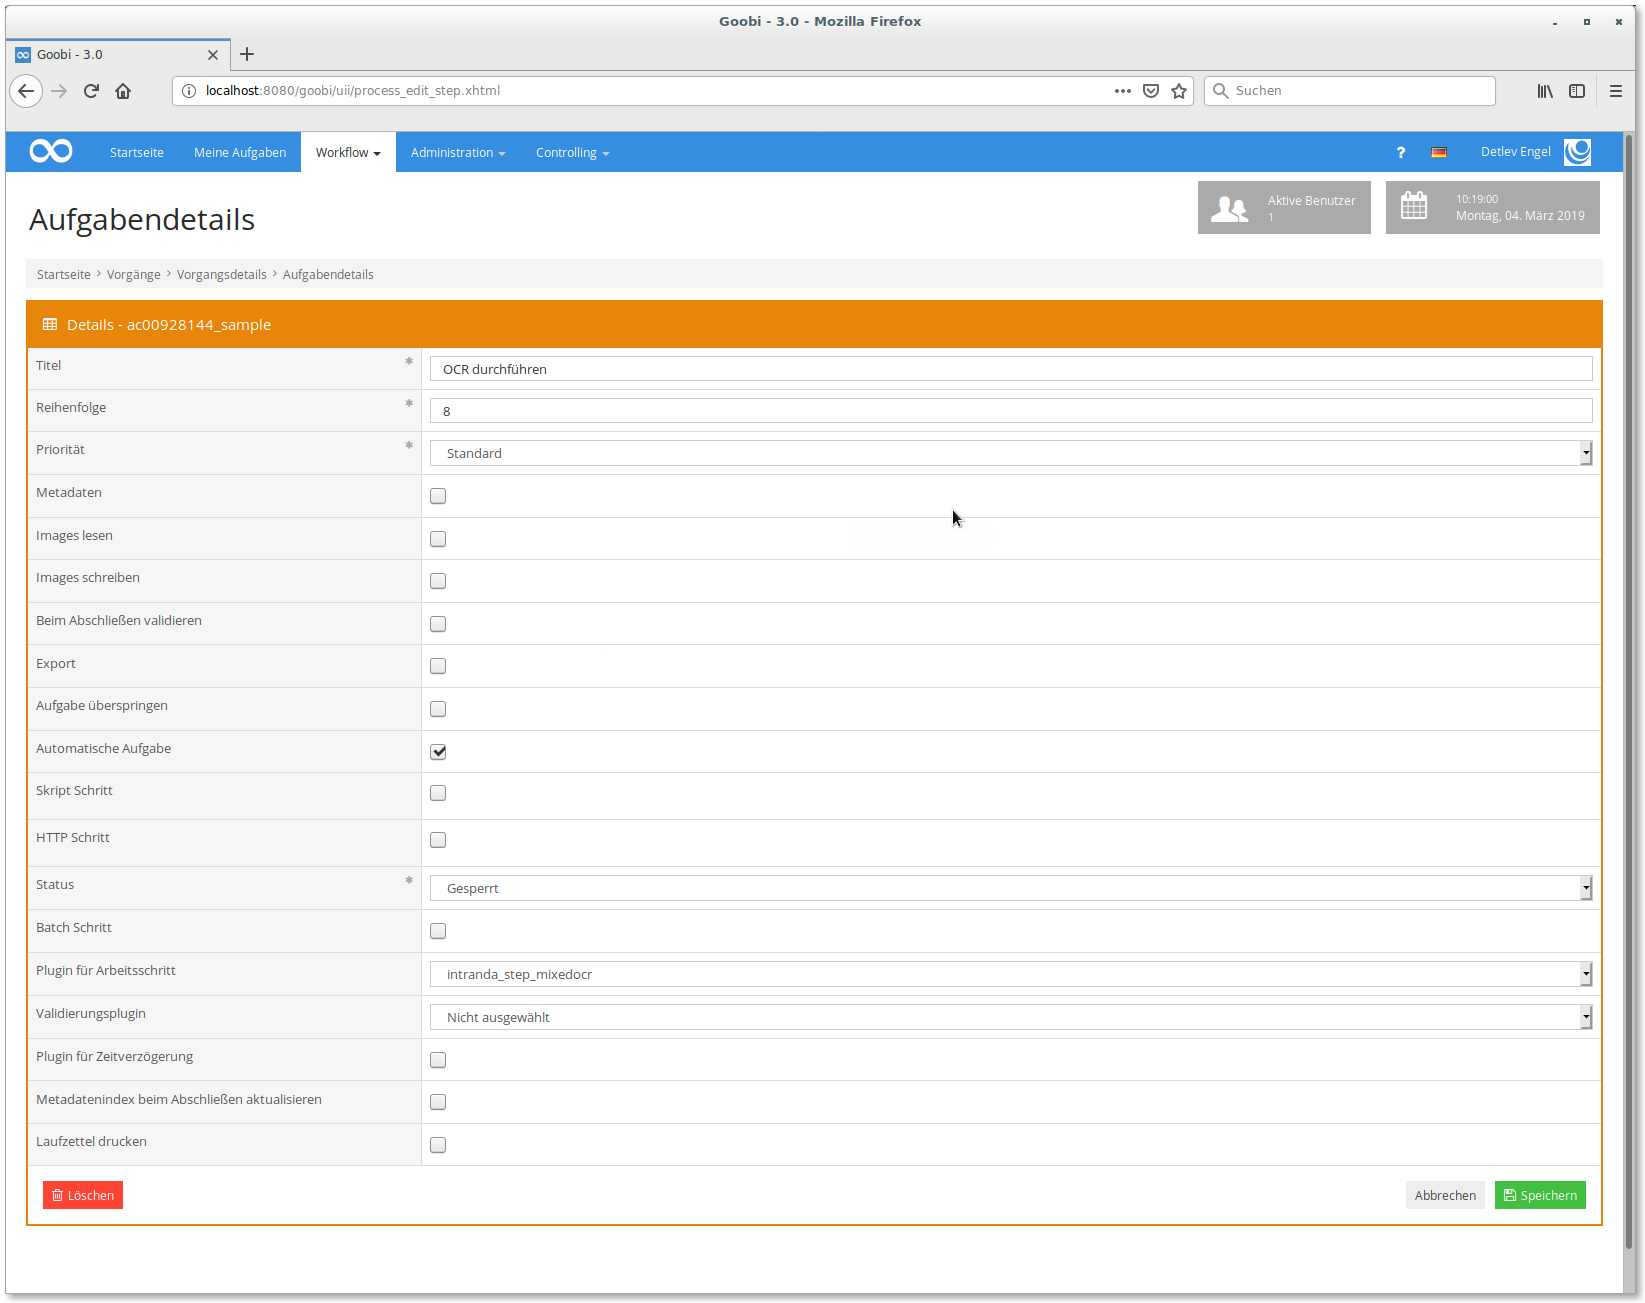 Goobi - 3.0 - Mozilla Firefox
Goobi - 3.0
localhost:8080/goobi/uii/process_edit_step.xhtml
Suchen
Startseite Meine Aufgaben Workflow Administration Controlling ? Detlev Engel
Aufgabendetails
Aktive Benutzer
1
10:19:00
Montag, 04. März 2019
Startseite > Vorgänge > Vorgangsdetails > Aufgabendetails
Details - ac00928144_sample
Titel * OCR durchführen
Reihenfolge * 8
Priorität * Standard
Metadaten
Images lesen
Images schreiben
Beim Abschließen validieren
Export
Aufgabe überspringen
Automatische Aufgabe
Skript Schritt
HTTP Schritt
Status * Gesperrt
Batch Schritt
Plugin für Arbeitsschritt intranda_step_mixedocr
Validierungsplugin Nicht ausgewählt
Plugin für Zeitverzögerung
Metadatenindex beim Abschließen aktualisieren
Laufzettel drucken
Löschen Abbrechen Speichern